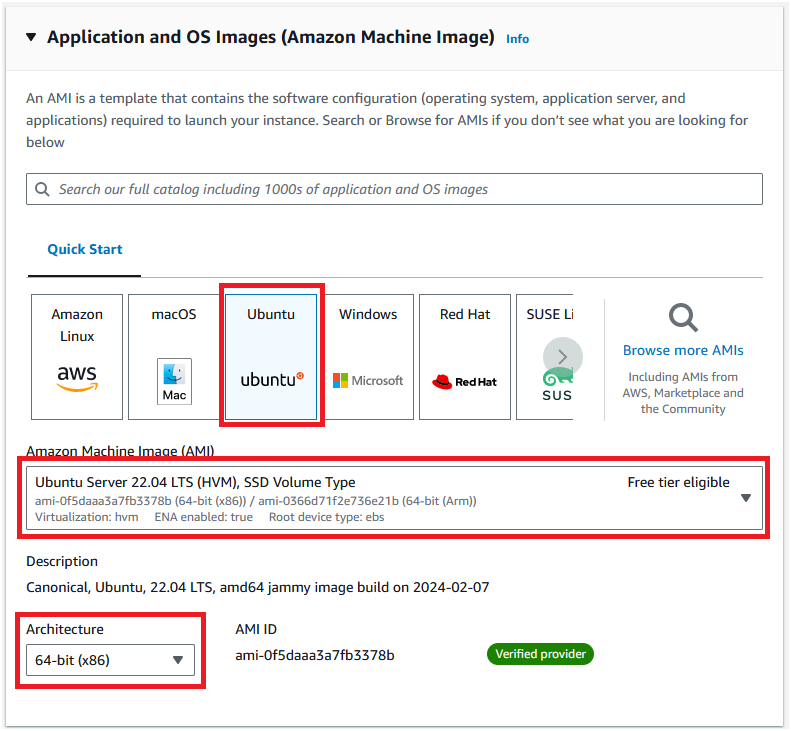 Application and OS Images (Amazon Machine Image) Info
An AMI is a template that contains the software configuration (operating system, application server, and
applications) required to launch your instance. Search or Browse for AMIs if you don't see what you are looking for
below
Search our full catalog including 1000s of application and OS images
Quick Start
Amazon
Linux
aws
macOS
Mac
Ubuntu
ubuntu
Windows
Microsoft
Red Hat
Red Hat
SUSE Li
SUS
Browse more AMIs
Including AMIs from
AWS, Marketplace and
the Community
Amazon Machine Image (AMI)
Ubuntu Server 22.04 LTS (HVM), SSD Volume Type Free tier eligible
ami-0f5daaa3a7fb3378b (64-bit (x86)) / ami-0366d71f2e736e21b (64-bit (Arm))
Virtualization: hvm ENA enabled: true Root device type: ebs
Description
Canonical, Ubuntu, 22.04 LTS, amd64 jammy image build on 2024-02-07
Architecture
64-bit (x86)
AMI ID
ami-0f5daaa3a7fb3378b
Verified provider